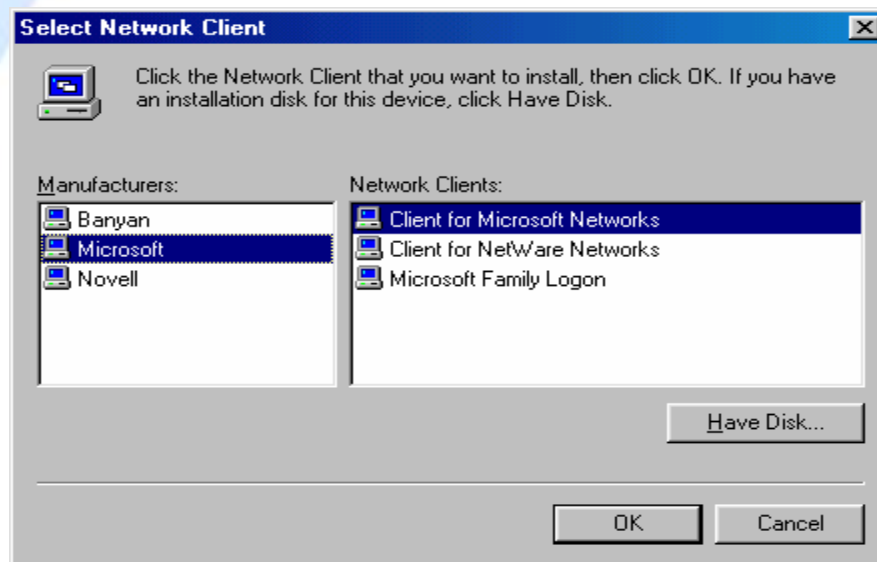 Select Network Client
Click the Network Client that you want to install, then click OK. If you have
an installation disk for this device, click Have Disk.
Manufacturers:
Banyan
Microsoft
Novell
Network Clients:
Client for Microsoft Networks
Client for NetWare Networks
Microsoft Family Logon
Have Disk...
OK
Cancel